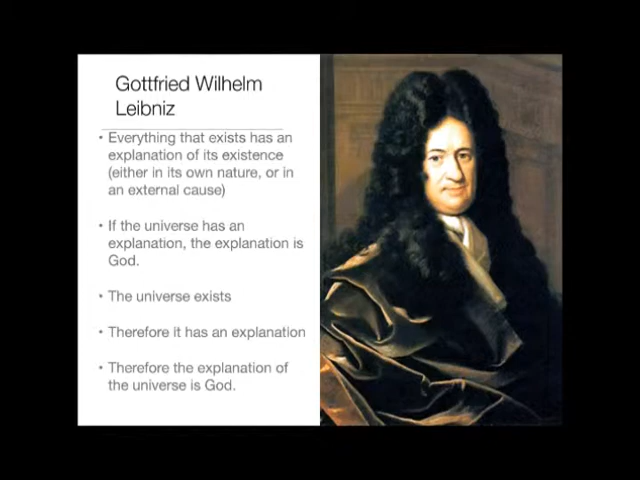 Gottfried Wilhelm
Leibniz
• Everything that exists has an
explanation of its existence
(either in its own nature, or in
an external cause)
• If the universe has an
explanation, the explanation is
God.
• The universe exists
• Therefore it has an explanation
• Therefore the explanation of
the universe is God.